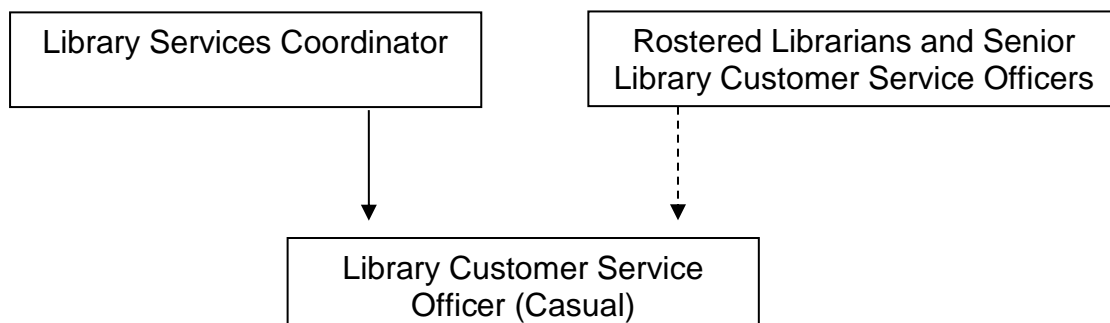 Library Services Coordinator
Rostered Librarians and Senior
Library Customer Service Officers
Library Customer Service
Officer (Casual)